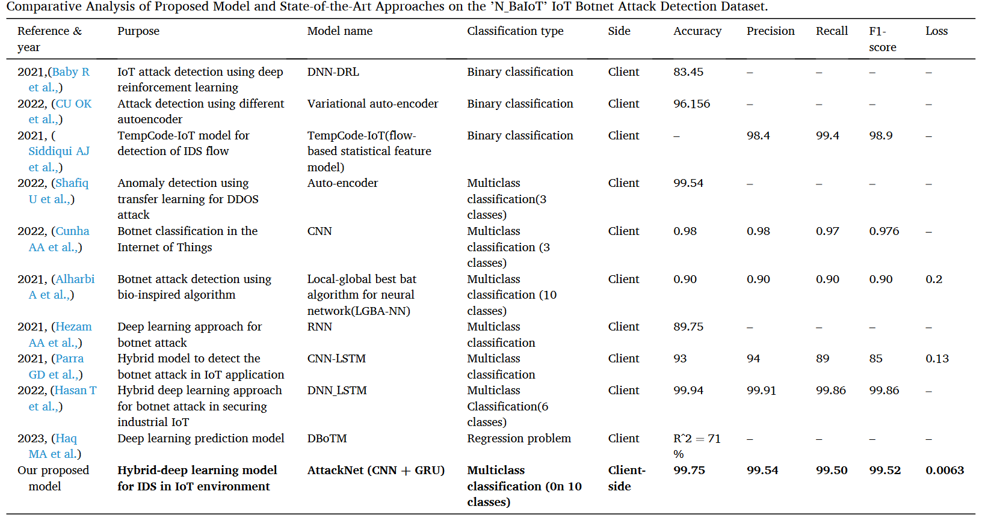 Comparative Analysis of Proposed Model and State-of-the-Art Approaches on the ’N_BaIoT’ IoT Botnet Attack Detection Dataset.
Reference & Purpose Model name Classification type Side Accuracy Precision Recall F1- Loss
year score
2021,(Baby R IoT attack detection using deep DNN-DRL Binary classification Client 83.45 – – – –
et al.,) reinforcement learning
2022, (CU OK Attack detection using different Variational auto-encoder Binary classification Client 96.156 – – – –
et al.,) autoencoder
2021, ( TempCode-IoT model for TempCode-IoT(flow- Binary classification Client – 98.4 99.4 98.9 –
Siddiqui AJ detection of IDS flow based statistical feature
et al.,) model)
2022, (Shafiq Anomaly detection using Auto-encoder Multiclass Client 99.54 – – – –
U et al.,) transfer learning for DDOS classification(3
attack classes)
2022, (Cunha Botnet classification in the CNN Multiclass Client 0.98 0.98 0.97 0.976 –
AA et al.,) Internet of Things classification (3
classes)
2021, (Alharbi Botnet attack detection using Local-global best bat Multiclass Client 0.90 0.90 0.90 0.90 0.2
A et al.,) bio-inspired algorithm algorithm for neural classification (10
network(LGBA-NN) classes)
2021, (Hezam Deep learning approach for RNN Multiclass Client 89.75 – – – –
AA et al.,) botnet attack classification
2021, (Parra Hybrid model to detect the CNN-LSTM Multiclass Client 93 94 89 85 0.13
GD et al.,) botnet attack in IoT application classification
2022, (Hasan T Hybrid deep learning approach DNN_LSTM Multiclass Client 99.94 99.91 99.86 99.86 –
et al.,) for botnet attack in securing Classification(6
industrial IoT classes)
2023, (Haq Deep learning prediction model DBoTM Regression problem Client Rˆ2 = 71 – – – –
MA et al.) %
Our proposed Hybrid-deep learning model AttackNet (CNN + GRU) Multiclass Client- 99.75 99.54 99.50 99.52 0.0063
model for IDS in IoT environment classification (0n 10 side
classes)